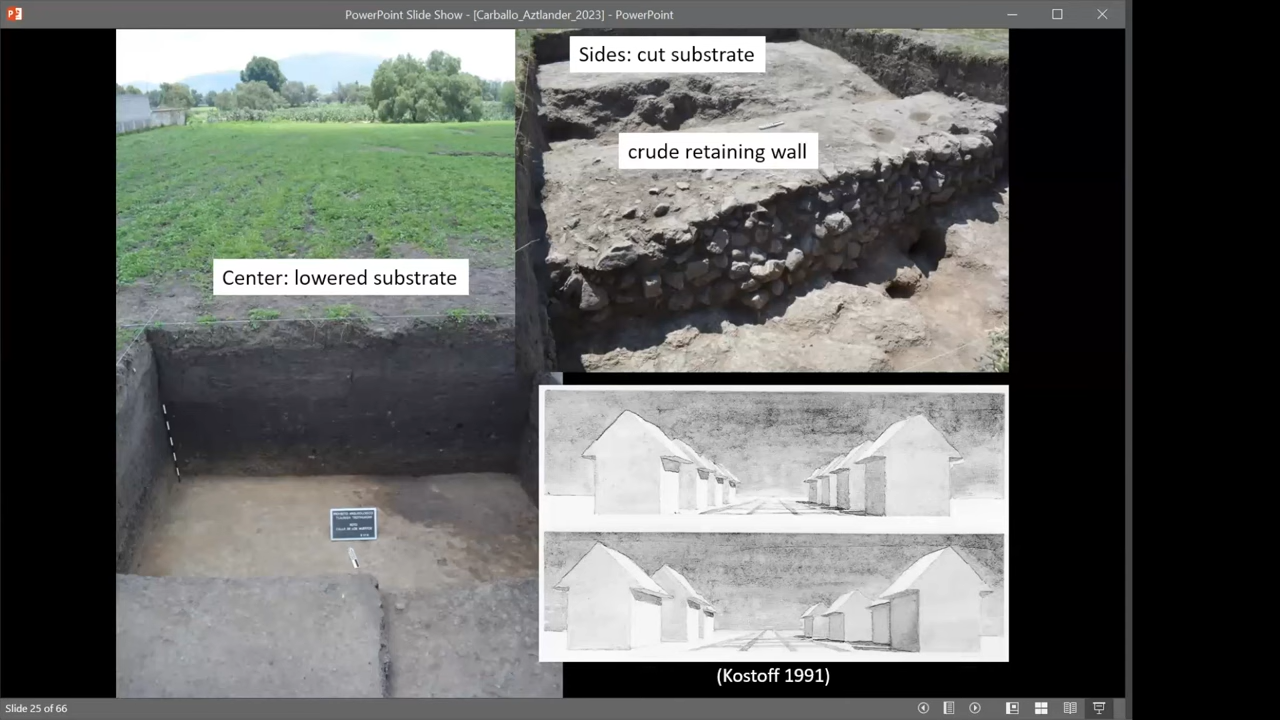 PowerPoint Slide Show - [Carballo_Aztlander_2023] - PowerPoint
Sides: cut substrate
crude retaining wall
Center: lowered substrate
(Kostoff 1991)
Slide 25 of 66